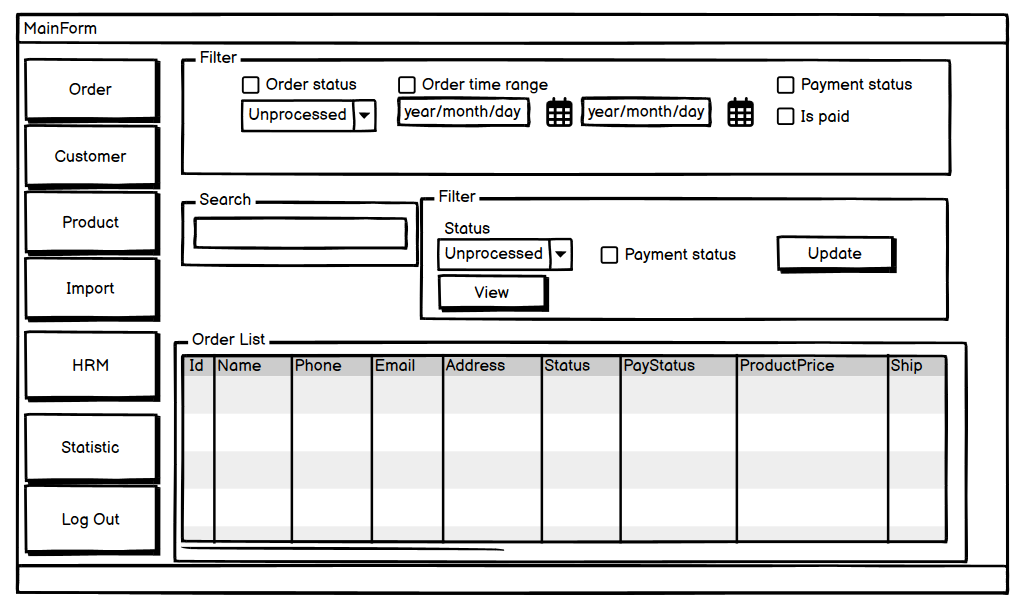 MainForm
Order
Customer
Product
Import
HRM
Statistic
Log Out
Filter
Order status
Order time range
Payment status
Unprocessed
year/month/day
year/month/day
Is paid
Search
Filter
Status
Unprocessed
Payment status
Update
View
Order List
Id Name Phone Email Address Status PayStatus ProductPrice Ship